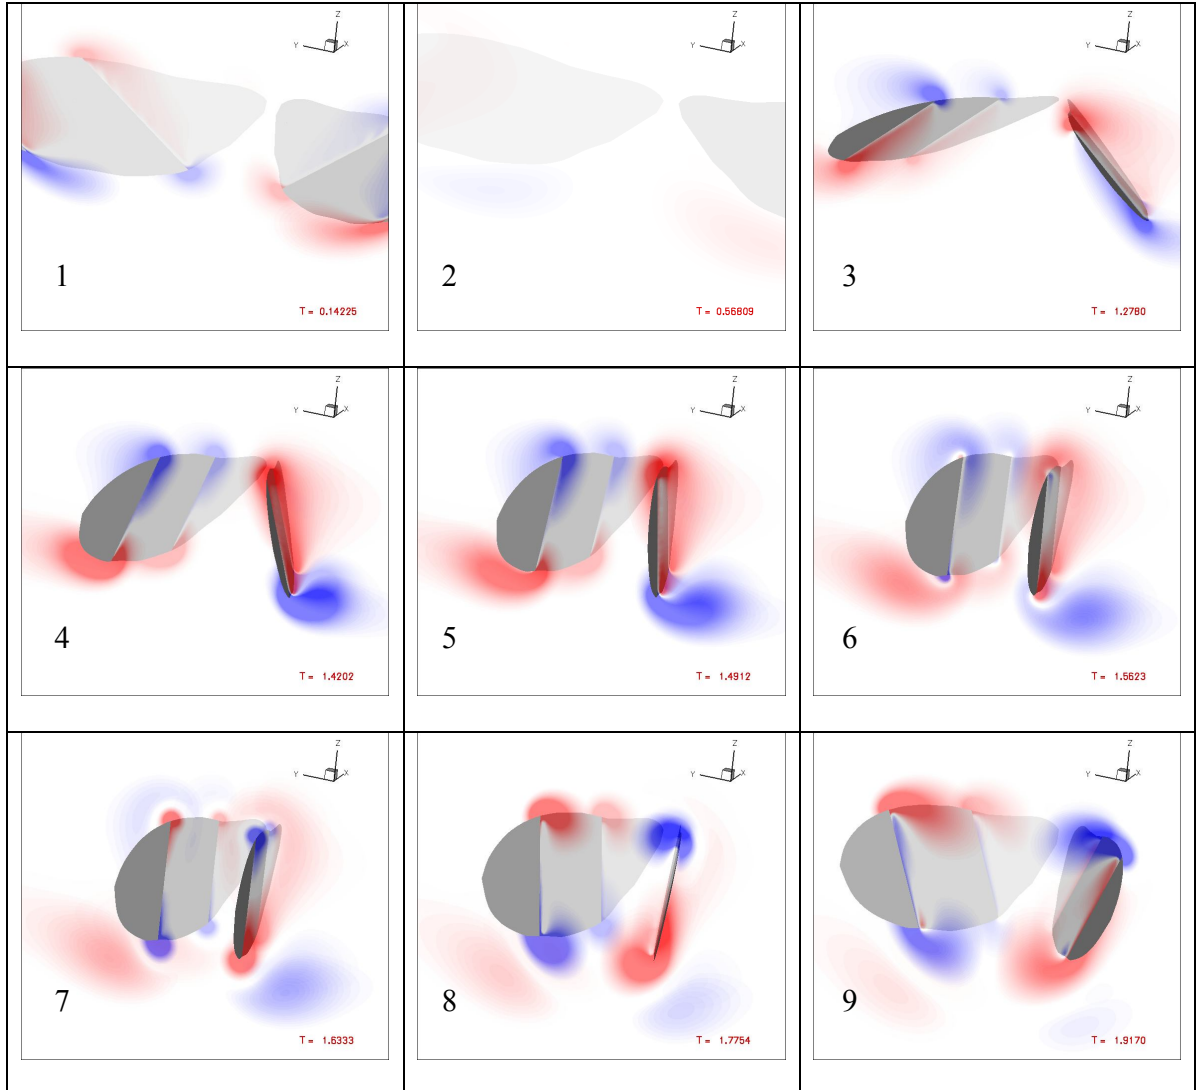 Z
Y X
1
T = 0.14225
Z
Y X
2
T = 0.56809
Z
Y X
3
T = 1.2780
Z
Y X
4
T = 1.4202
Z
Y X
5
T = 1.4912
Z
Y X
6
T = 1.5623
Z
Y X
7
T = 1.6333
Z
Y X
8
T = 1.7754
Z
Y X
9
T = 1.9170